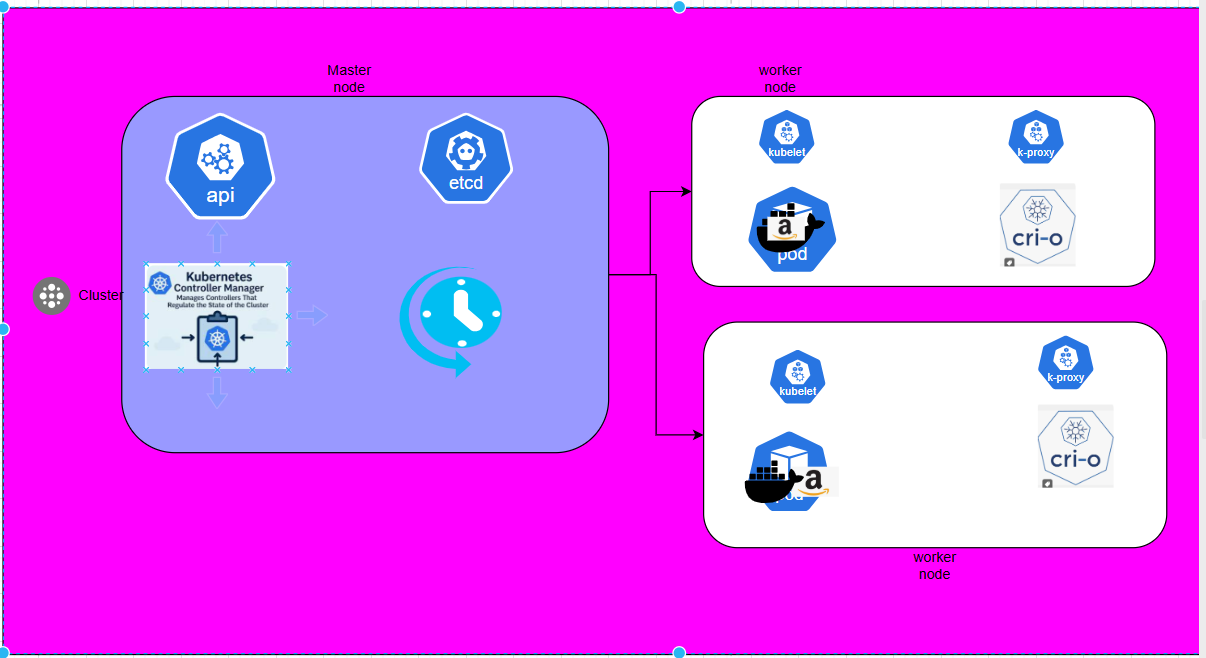 Master
node
worker
node
api
etcd
kubelet
k-proxy
a
pod
cri-o
Kubernetes
Controller Manager
Manages Controllers That
Regulate the State of the Cluster
Cluster
kubelet
k-proxy
a
pod
cri-o
worker
node